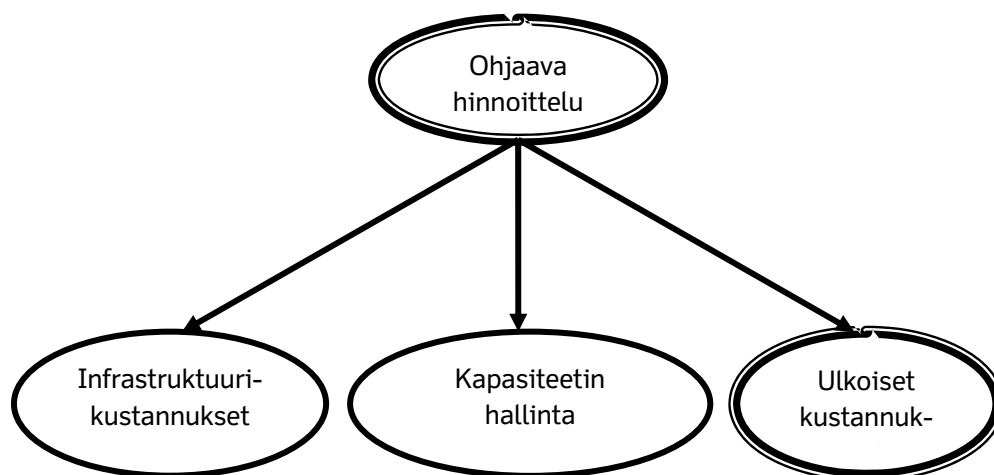 Ohjaava
hinnoittelu
Infrastruktuuri-
kustannukset
Kapasiteetin
hallinta
Ulkoiset
kustannuk-